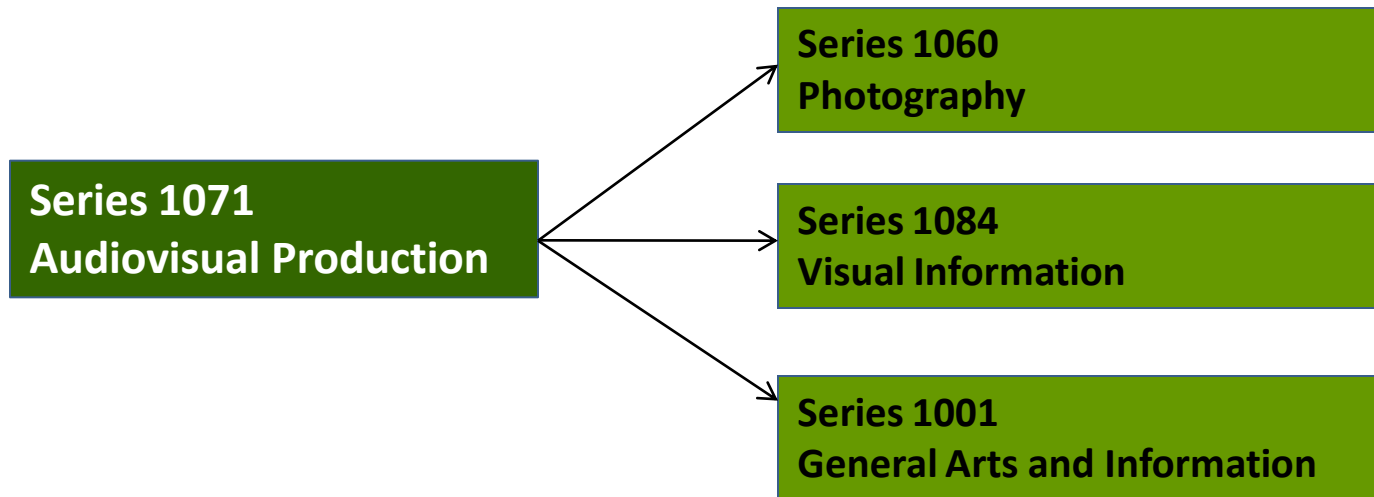 Series 1071
Audiovisual Production
Series 1060
Photography
Series 1084
Visual Information
Series 1001
General Arts and Information